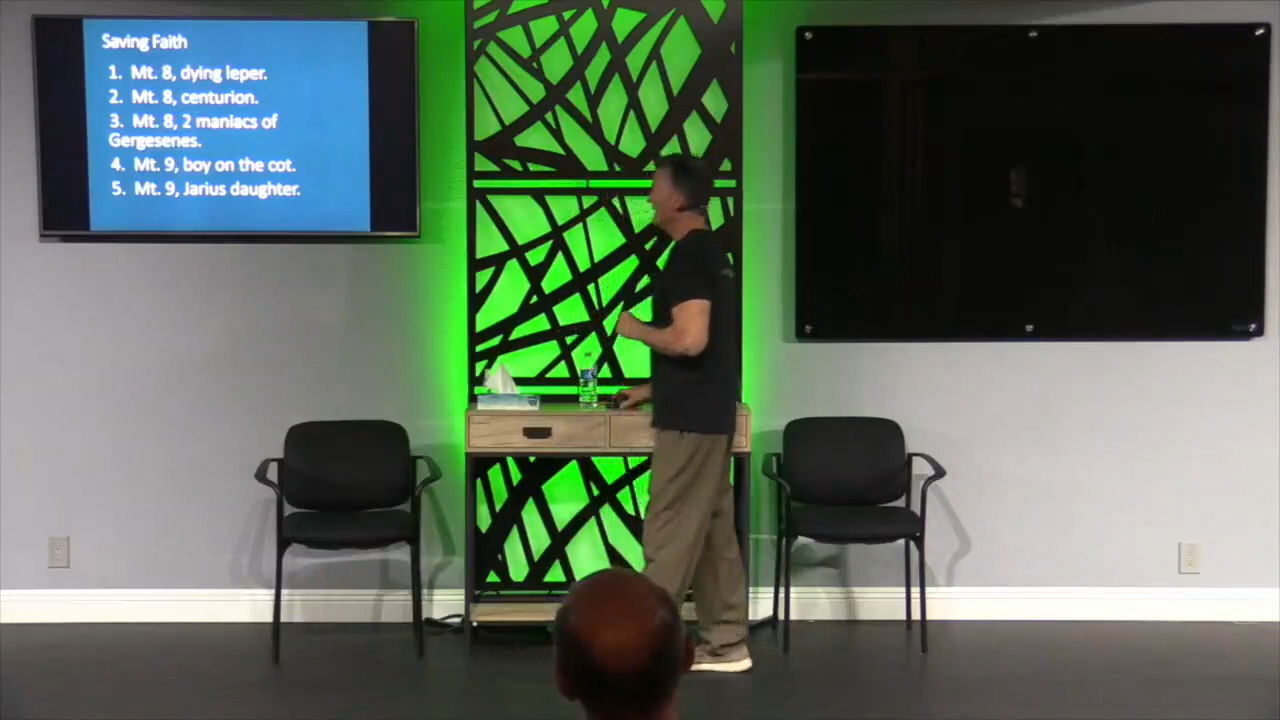 Saving Faith
1. Mt. 8, dying leper.
2. Mt. 8, centurion.
3. Mt. 8, 2 maniacs of
Gergesenes.
4. Mt. 9, boy on the cot.
5. Mt. 9, Jarius daughter.